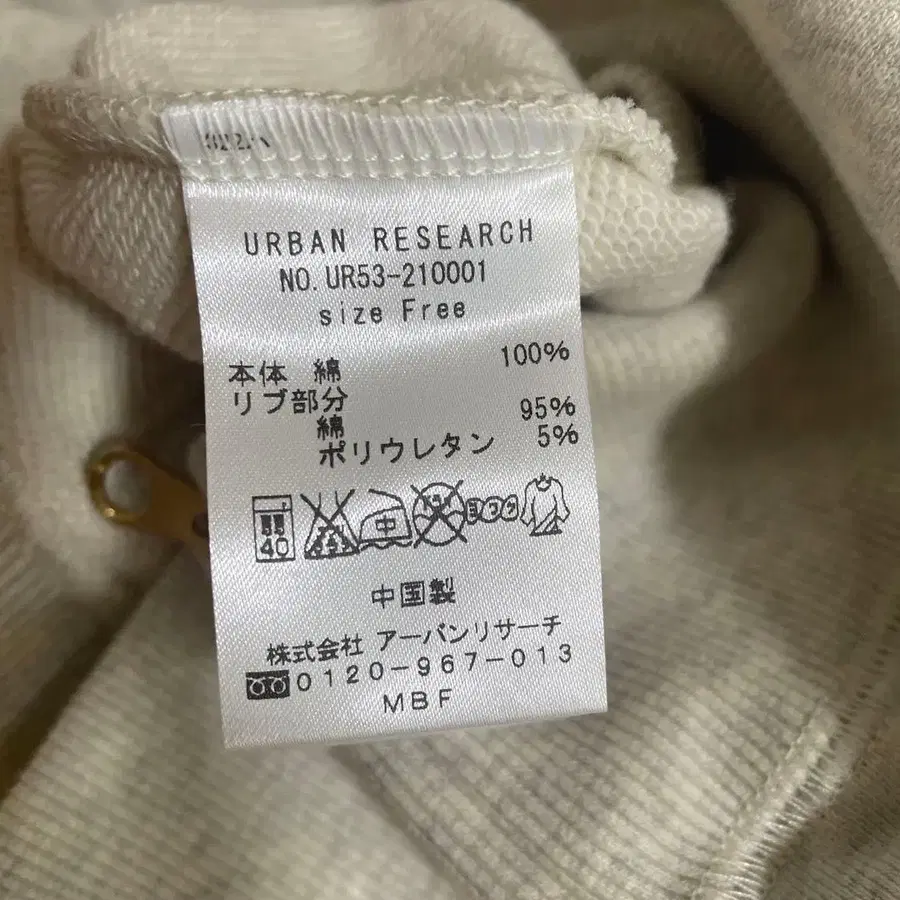 URBAN RESEARCH
NO. UR53-210001
size Free
本体 綿 100%
リブ部分
綿 95%
ポリウレタン 5%
40 中
中国製
株式会社 アーバンリサーチ
0120-967-013
MBF